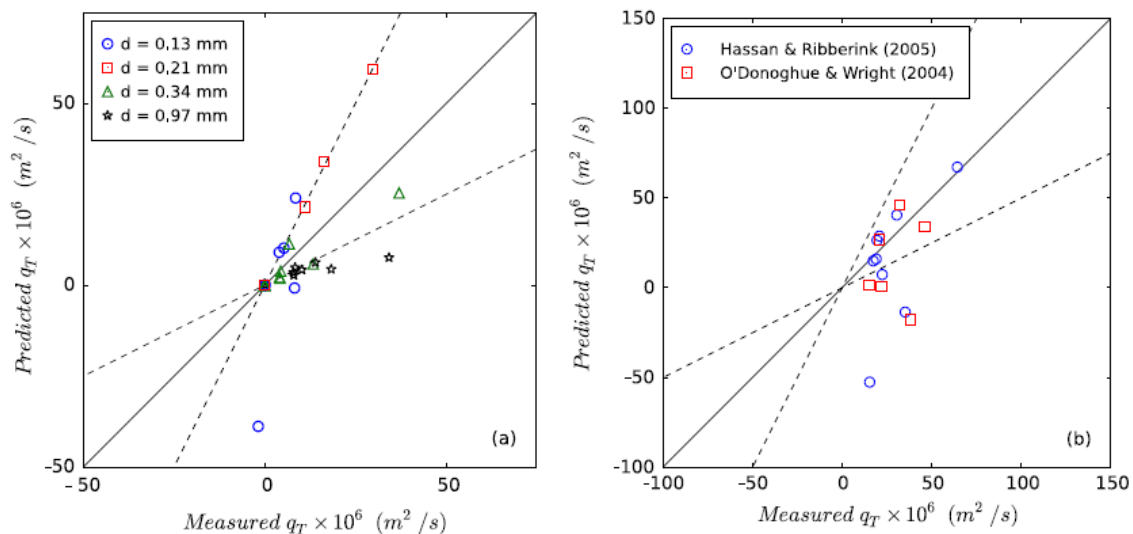 d = 0,13 mm
d = 0,21 mm
d = 0.34 mm
d = 0,97 mm
50
0
−50
−50
0
50
Predicted q_T × 10^6 (m^2 /s)
Measured q_T × 10^6 (m^2 /s)
(a)
Hassan & Ribberink (2005)
O'Donoghue & Wright (2004)
150
100
50
0
−50
−100
−100
−50
0
50
100
150
Predicted q_T × 10^6 (m^2 /s)
Measured q_T × 10^6 (m^2 /s)
(b)